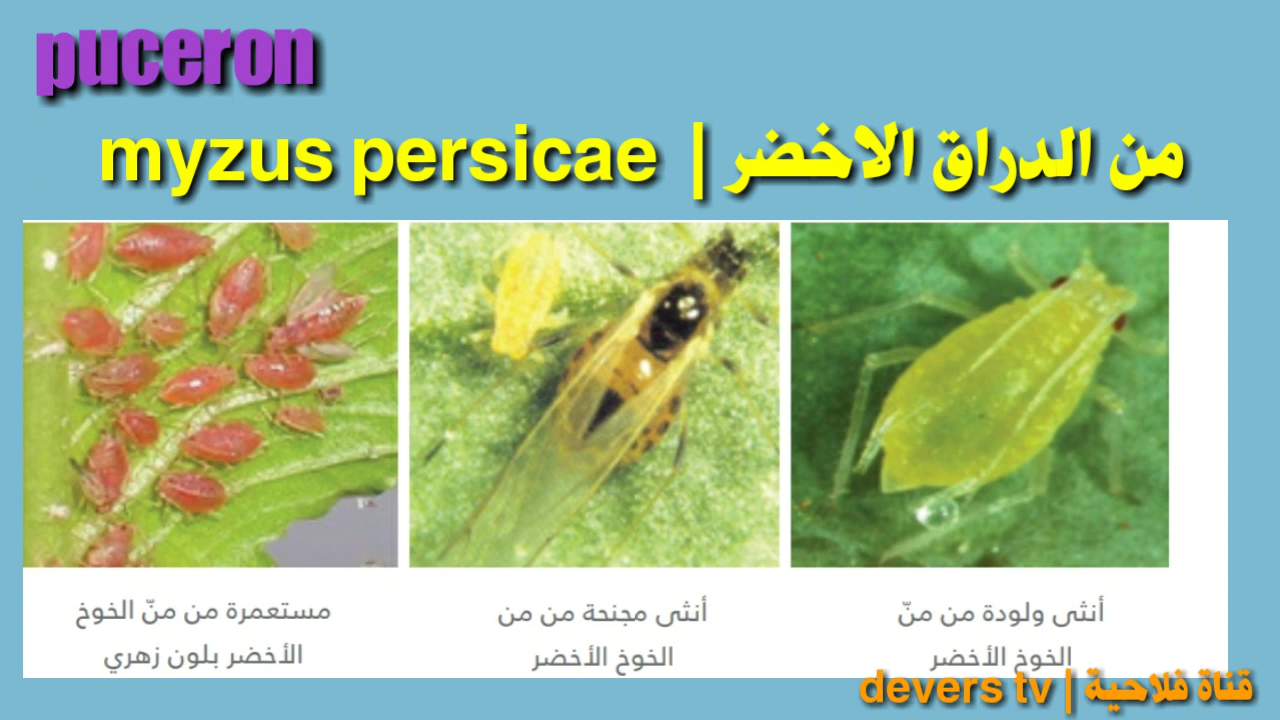 puceron
من الدراق الاخضر | myzus persicae
أنثى ولودة من منّ
الخوخ الأخضر
أنثى مجنحة من من
الخوخ الأخضر
مستعمرة من منّ الخوخ
الأخضر بلون زهري
قناة فلاحية | devers tv